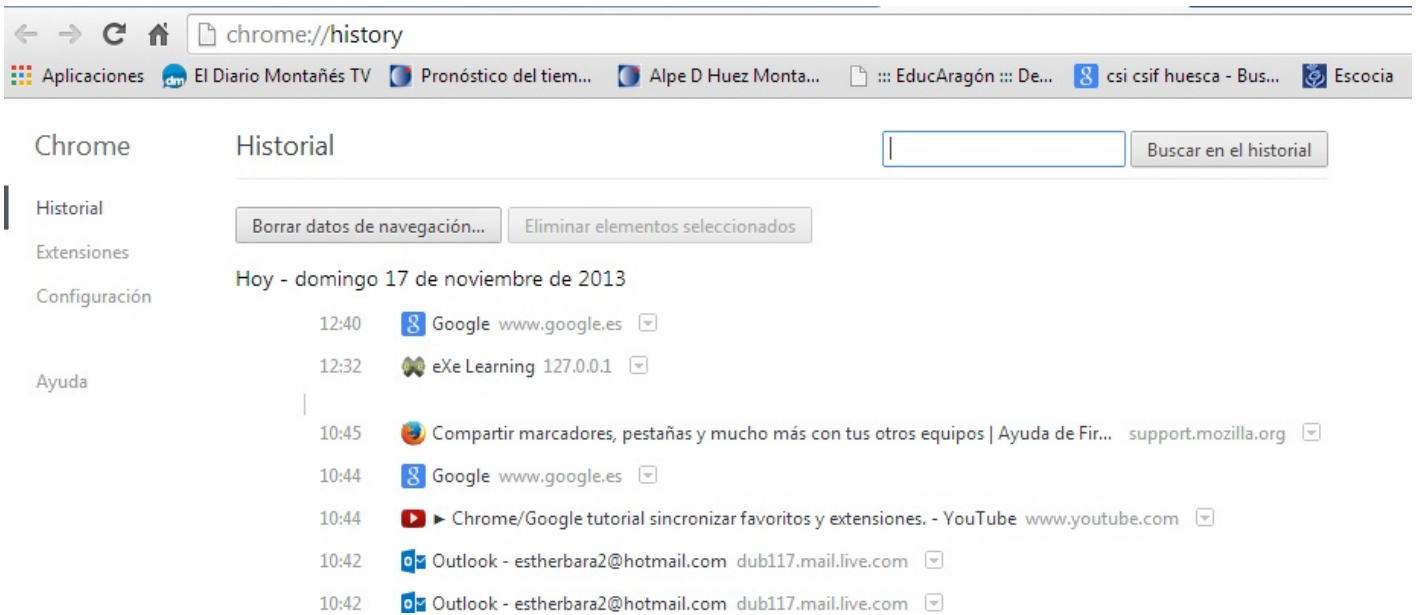 chrome://history
Aplicaciones El Diario Montañés TV Pronóstico del tiem... Alpe D Huez Monta... ::: EducAragón ::: De... csi csif huesca - Bus... Escocia
Chrome Historial Buscar en el historial
Historial Borrar datos de navegación... Eliminar elementos seleccionados
Extensiones
Hoy - domingo 17 de noviembre de 2013
Configuración
12:40 Google www.google.es
12:32 eXe Learning 127.0.0.1
Ayuda
10:45 Compartir marcadores, pestañas y mucho más con tus otros equipos | Ayuda de Fir... support.mozilla.org
10:44 Google www.google.es
10:44 ► Chrome/Google tutorial sincronizar favoritos y extensiones. - YouTube www.youtube.com
10:42 Outlook - estherbara2@hotmail.com dub117.mail.live.com
10:42 Outlook - estherbara2@hotmail.com dub117.mail.live.com